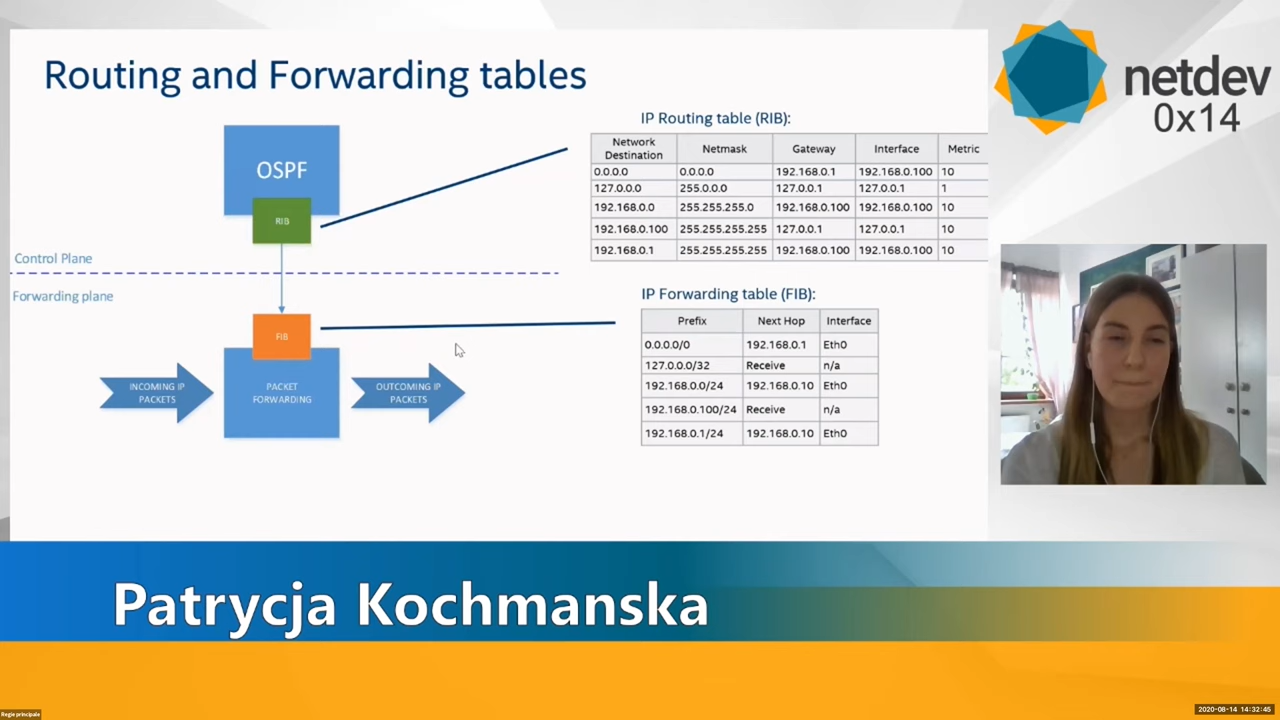 Routing and Forwarding tables
netdev
0x14
OSPF
RIB
Control Plane
Forwarding plane
FIB
INCOMING IP
PACKETS
PACKET
FORWARDING
OUTCOMING IP
PACKETS
IP Routing table (RIB):
Network Destination Netmask Gateway Interface Metric
0.0.0.0 0.0.0.0 192.168.0.1 192.168.0.100 10
127.0.0.0 255.0.0.0 127.0.0.1 127.0.0.1 1
192.168.0.0 255.255.255.0 192.168.0.100 192.168.0.100 10
192.168.0.100 255.255.255.255 127.0.0.1 127.0.0.1 10
192.168.0.1 255.255.255.255 192.168.0.100 192.168.0.100 10
IP Forwarding table (FIB):
Prefix Next Hop Interface
0.0.0.0/0 192.168.0.1 Eth0
127.0.0.0/32 Receive n/a
192.168.0.0/24 192.168.0.10 Eth0
192.168.0.100/24 Receive n/a
192.168.0.1/24 192.168.0.10 Eth0
Patrycja Kochmanska
Regie principale
2020-08-14 14:32:45